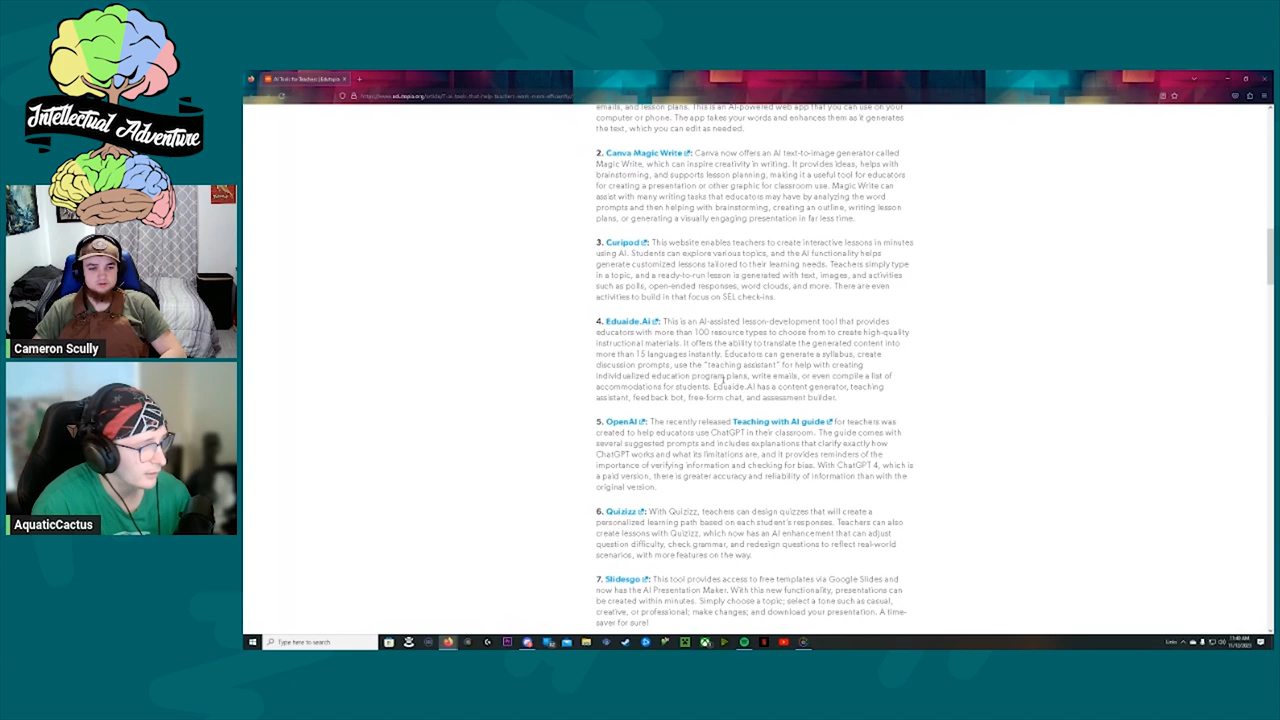 Intellectual Adventure
Cameron Scully
AquaticCactus
AI Tools for Teachers | Edutopia
emails, and lesson plans. This is an AI-powered web app that you can use on your
computer or phone. The app takes your words and enhances them as it generates
the text, which you can edit as needed.
2. Canva Magic Write: Canva now offers an AI text-to-image generator called
Magic Write, which can inspire creativity in writing. It provides ideas, helps with
brainstorming, and supports lesson planning, making it a useful tool for educators
for creating a presentation or other graphic for classroom use. Magic Write can
assist with many writing tasks that educators may have by analyzing the word
prompts and then helping with brainstorming, creating an outline, writing lesson
plans, or generating a visually engaging presentation in far less time.
3. Curipod: This website enables teachers to create interactive lessons in minutes
using AI. Students can explore various topics, and the AI functionality helps
generate customized lessons tailored to their learning needs. Teachers simply type
in a topic, and a ready-to-run lesson is generated with text, images, and activities
such as polls, open-ended responses, word clouds, and more. There are even
activities to build in that focus on SEL check-ins.
4. Eduaide.Ai: This is an AI-assisted lesson-development tool that provides
educators with more than 100 resource types to choose from to create high-quality
instructional materials. It offers the ability to translate the generated content into
more than 15 languages instantly. Educators can generate a syllabus, create
discussion prompts, use the "teaching assistant" for help with creating
individualized education program plans, write emails, or even compile a list of
accommodations for students. Eduaide.AI has a content generator, teaching
assistant, feedback bot, free-form chat, and assessment builder.
5. OpenAI: The recently released Teaching with AI guide for teachers was
created to help educators use ChatGPT in their classroom. The guide comes with
several suggested prompts and includes explanations that clarify exactly how
ChatGPT works and what its limitations are, and it provides reminders of the
importance of verifying information and checking for bias. With ChatGPT 4, which is
a paid version, there is greater accuracy and reliability of information than with the
original version.
6. Quizizz: With Quizizz, teachers can design quizzes that will create a
personalized learning path based on each student's responses. Teachers can also
create lessons with Quizizz, which now has an AI enhancement that can adjust
question difficulty, check grammar, and redesign questions to reflect real-world
scenarios, with more features on the way.
7. Slidesgo: This tool provides access to free templates via Google Slides and
now has the AI Presentation Maker. With this new functionality, presentations can
be created within minutes. Simply choose a topic; select a tone such as casual,
creative, or professional; make changes; and download your presentation. A time-
saver for sure!
Type here to search
Links
11:40 AM